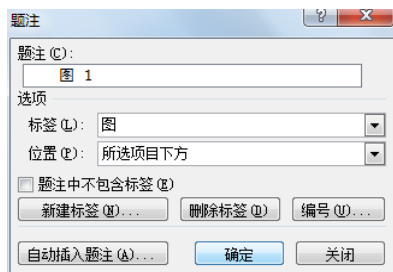 题注
题注(C):
图 1
选项
标签(L): 图
位置(P): 所选项目下方
题注中不包含标签(E)
新建标签(N)... 删除标签(D) 编号(U)...
自动插入题注(A)... 确定 关闭